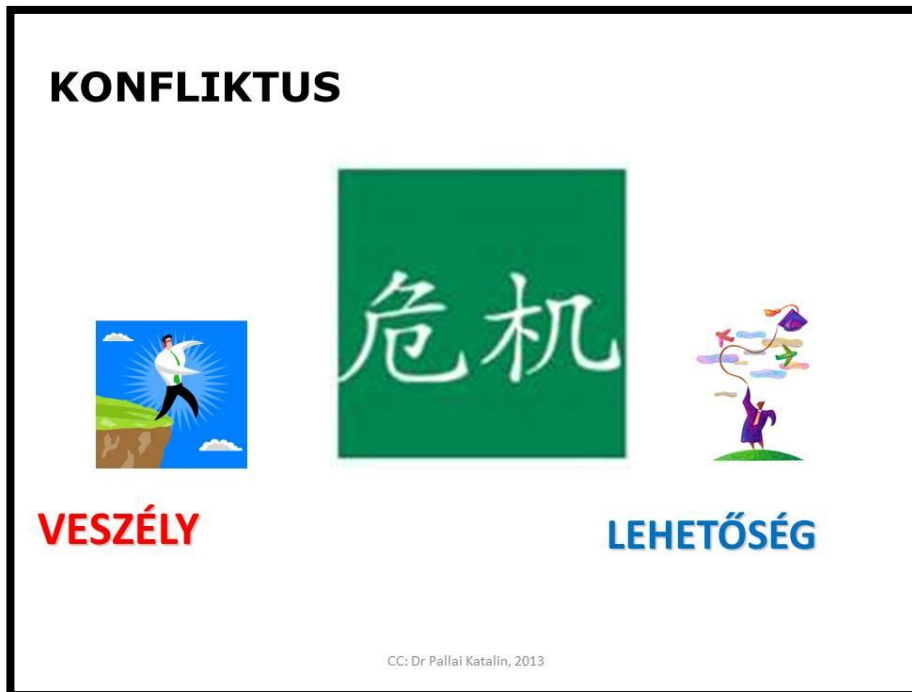 KONFLIKTUS
危机
VESZÉLY
LEHETŐSÉG
CC: Dr Pallai Katalin, 2013